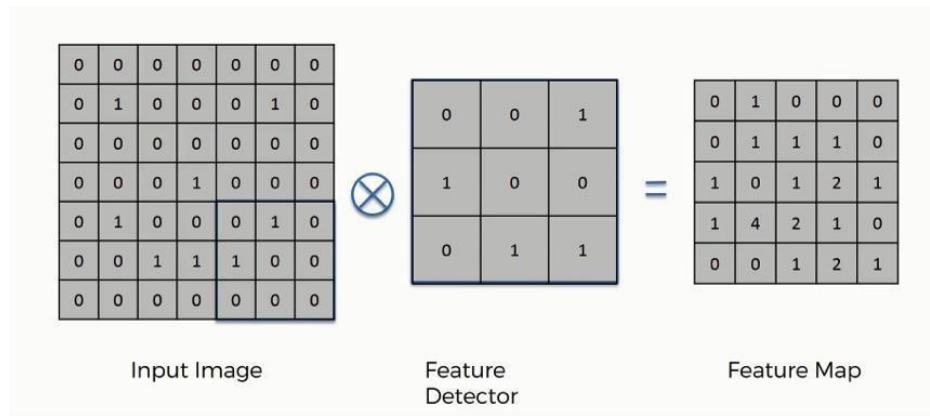 0 0 0 0 0 0 0
0 1 0 0 0 1 0
0 0 0 0 0 0 0
0 0 0 1 0 0 0
0 1 0 0 0 1 0
0 0 1 1 1 0 0
0 0 0 0 0 0 0
Input Image
0 0 1
1 0 0
0 1 1
Feature
Detector
=
0 1 0 0 0
0 1 1 1 0
1 0 1 2 1
1 4 2 1 0
0 0 1 2 1
Feature Map